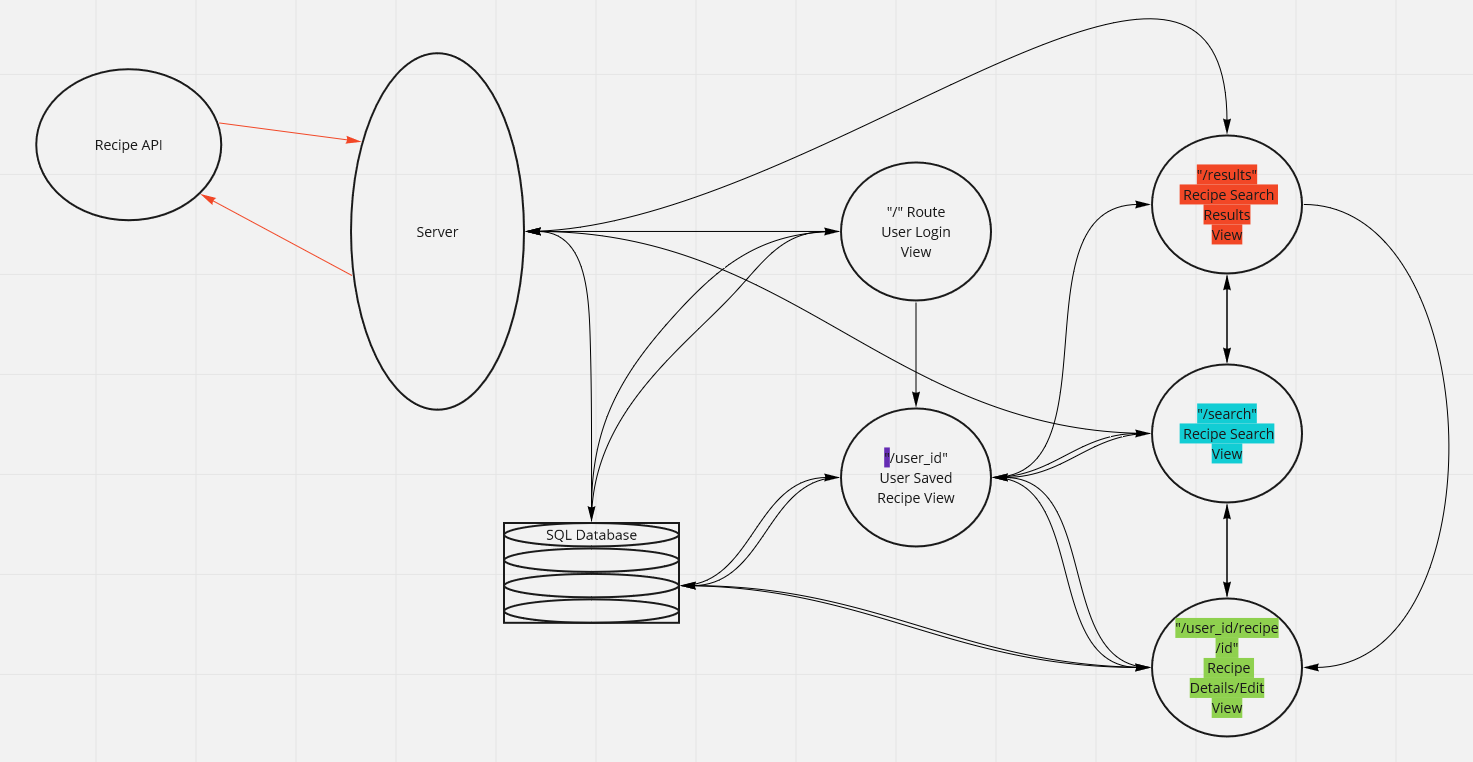 Recipe API
Server
"/" Route
User Login
View
"/results"
Recipe Search
Results
View
"/search"
Recipe Search
View
"/user_id"
User Saved
Recipe View
SQL Database
"/user_id/recipe
/id"
Recipe
Details/Edit
View